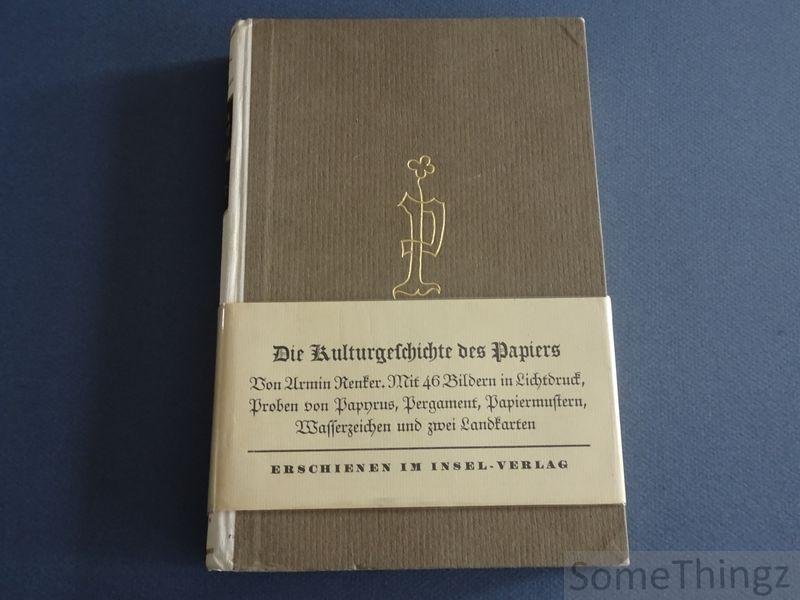 P
Die Kulturgeschichte des Papiers
Von Armin Renker. Mit 46 Bildern in Lichtdruck,
Proben von Papyrus, Pergament, Papiermustern,
Wasserzeichen und zwei Landkarten
ERSCHIENEN IM INSEL-VERLAG
SomeThingz